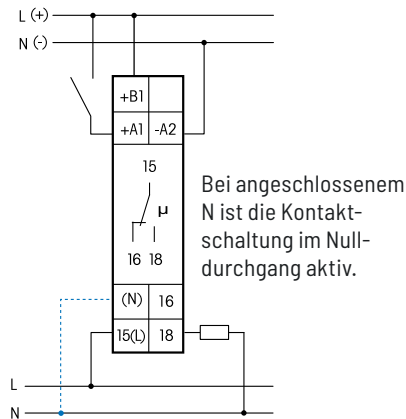 L (+)
N (-)
+B1
+A1 -A2
15
µ
16 18
Bei angeschlossenem
N ist die Kontakt-
schaltung im Null-
durchgang aktiv.
(N) 16
15(L) 18
L
N